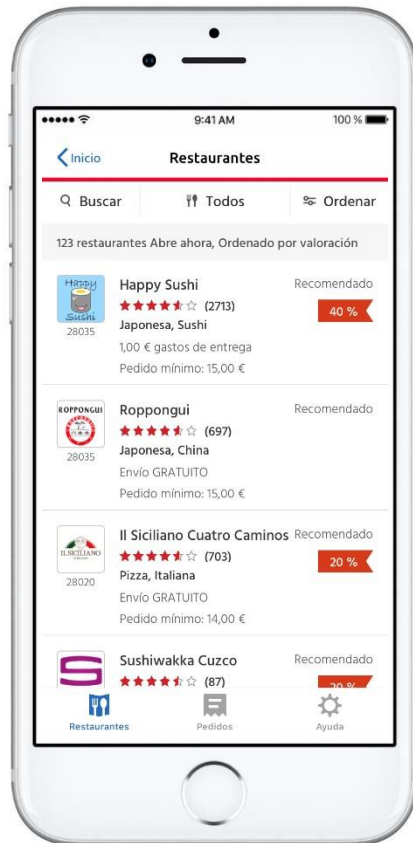 9:41 AM
100 %
Inicio
Restaurantes
Buscar
Todos
Ordenar
123 restaurantes Abre ahora, Ordenado por valoración
Happy
Sushi
28035
Happy Sushi
Recomendado
(2713)
40 %
Japonesa, Sushi
1,00 € gastos de entrega
Pedido mínimo: 15,00 €
ROPPONGUI
28035
Roppongui
Recomendado
(697)
Japonesa, China
Envío GRATUITO
Pedido mínimo: 15,00 €
IL SICILIANO
28020
Il Siciliano Cuatro Caminos
Recomendado
(703)
20 %
Pizza, Italiana
Envío GRATUITO
Pedido mínimo: 14,00 €
Sushiwakka Cuzco
Recomendado
(87)
20 %
Restaurantes
Pedidos
Ayuda